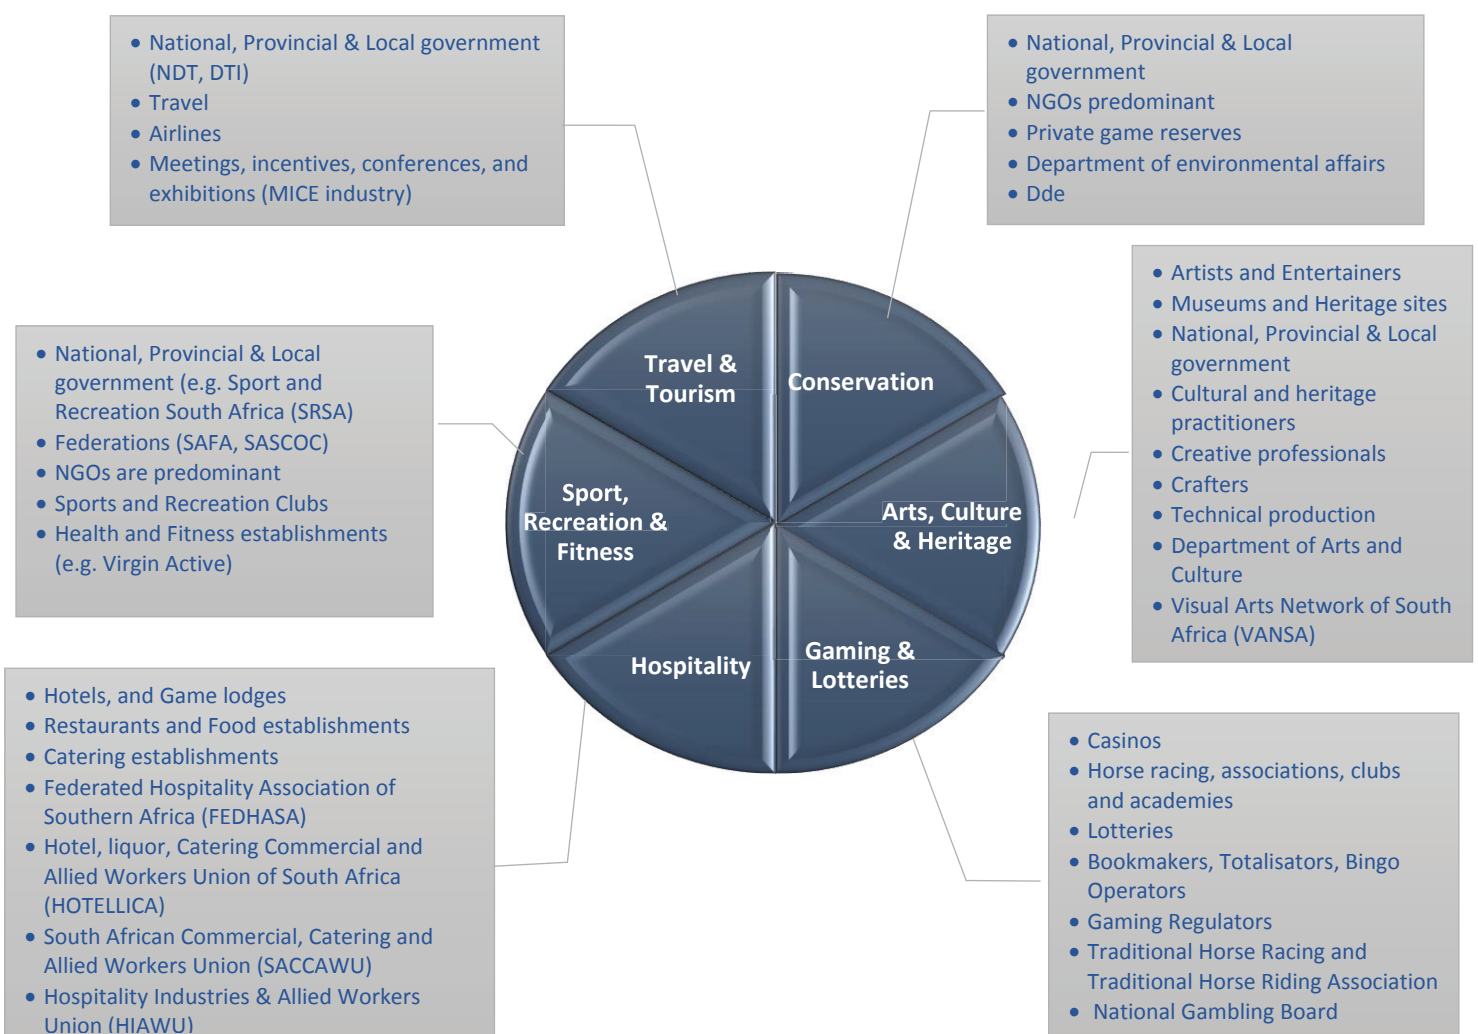 • National, Provincial & Local government
(NDT, DTI)
• Travel
• Airlines
• Meetings, incentives, conferences, and
exhibitions (MICE industry)
• National, Provincial & Local
government
• NGOs predominant
• Private game reserves
• Department of environmental affairs
• Dde
• Artists and Entertainers
• Museums and Heritage sites
• National, Provincial & Local
government
• Cultural and heritage
practitioners
• Creative professionals
• Crafters
• Technical production
• Department of Arts and
Culture
• Visual Arts Network of South
Africa (VANSA)
• National, Provincial & Local
government (e.g. Sport and
Recreation South Africa (SRSA)
• Federations (SAFA, SASCOC)
• NGOs are predominant
• Sports and Recreation Clubs
• Health and Fitness establishments
(e.g. Virgin Active)
Travel &
Tourism
Conservation
Sport,
Recreation &
Fitness
Arts, Culture
& Heritage
Hospitality
Gaming &
Lotteries
• Hotels, and Game lodges
• Restaurants and Food establishments
• Catering establishments
• Federated Hospitality Association of
Southern Africa (FEDHASA)
• Hotel, liquor, Catering Commercial and
Allied Workers Union of South Africa
(HOTELLICA)
• South African Commercial, Catering and
Allied Workers Union (SACCAWU)
• Hospitality Industries & Allied Workers
Union (HIAWU)
• Casinos
• Horse racing, associations, clubs
and academies
• Lotteries
• Bookmakers, Totalisators, Bingo
Operators
• Gaming Regulators
• Traditional Horse Racing and
Traditional Horse Riding Association
• National Gambling Board